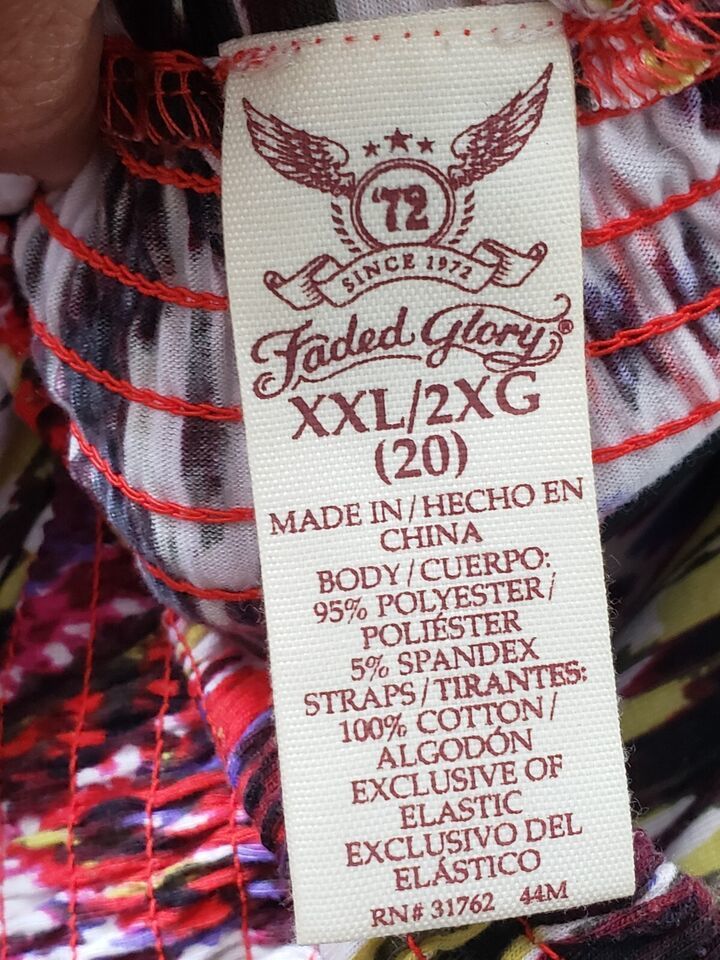 '72
SINCE 1972
Faded Glory®
XXL/2XG
(20)
MADE IN/HECHO EN
CHINA
BODY/CUERPO:
95% POLYESTER/
POLIÉSTER
5% SPANDEX
STRAPS/TIRANTES:
100% COTTON/
ALGODÓN
EXCLUSIVE OF
ELASTIC
EXCLUSIVO DEL
ELÁSTICO
RN# 31762 44M